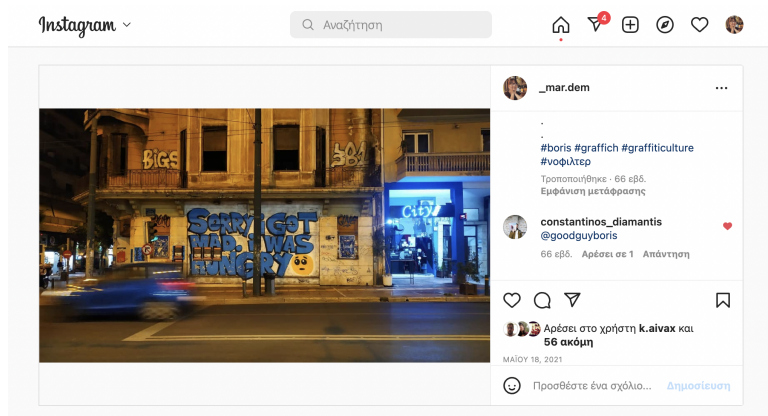 Instagram
Αναζήτηση
4
_mar.dem
.
.
#boris #graffich #graffiticulture
#νοφιλτερ
Τροποποιήθηκε · 66 εβδ.
Εμφάνιση μετάφρασης
constantinos_diamantis
@goodguyboris
66 εβδ. Αρέσει σε 1 Απάντηση
BIGS
City
SORRY I GOT
MAD. I WAS
HUNGRY
Αρέσει στο χρήστη k.aivax και
56 ακόμη
ΜΑΪΟΥ 18, 2021
Προσθέστε ένα σχόλιο...
Δημοσίευση